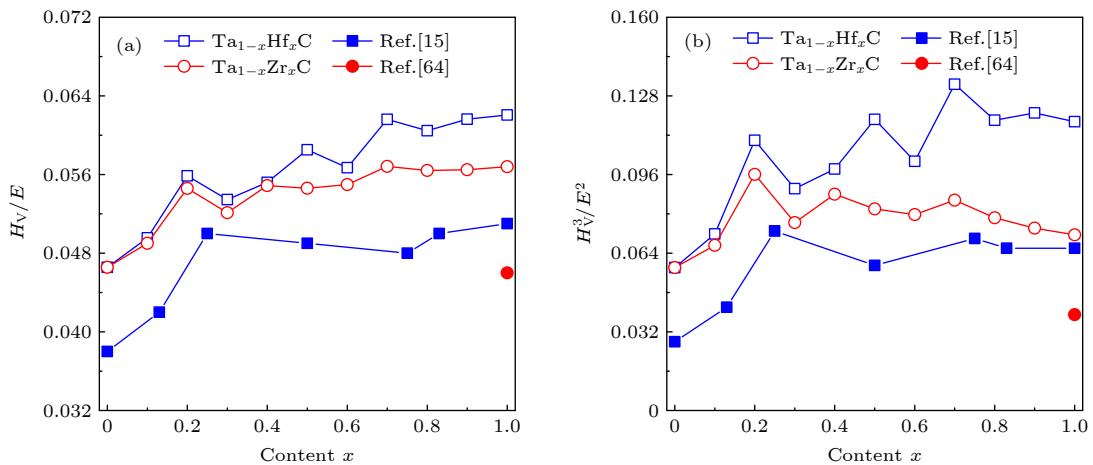 (a)
Ta1−xHfxC
Ref.[15]
Ta1−xZrxC
Ref.[64]
0.072
0.064
0.056
0.048
0.040
0.032
HV/E
0
0.2
0.4
0.6
0.8
1.0
Content x
(b)
Ta1−xHfxC
Ref.[15]
Ta1−xZrxC
Ref.[64]
0.160
0.128
0.096
0.064
0.032
0
H3V/E2
0
0.2
0.4
0.6
0.8
1.0
Content x